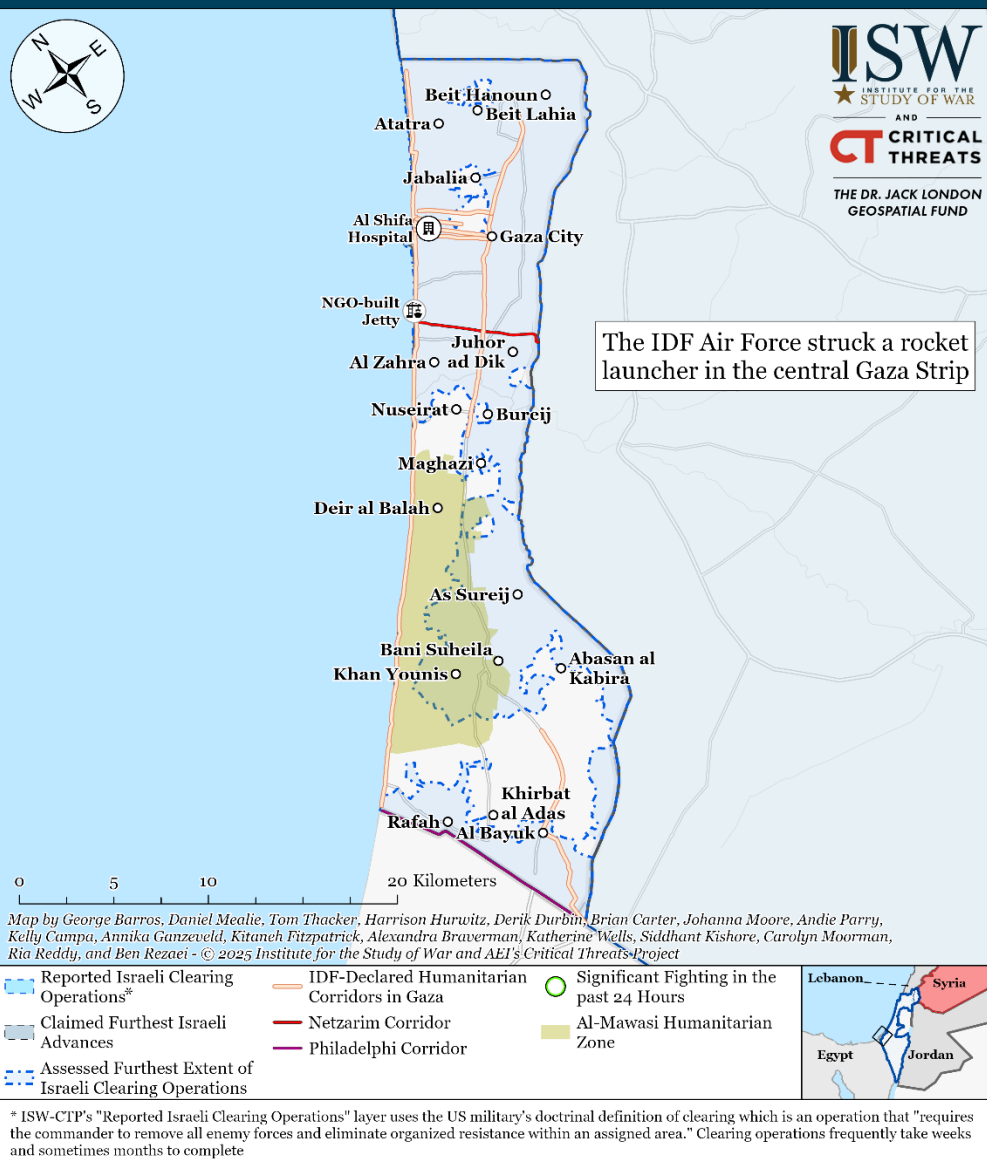 N
E
W
S
ISW
INSTITUTE FOR THE
STUDY OF WAR
AND
CT CRITICAL
THREATS
THE DR. JACK LONDON
GEOSPATIAL FUND
Beit Hanoun
Beit Lahia
Atatra
Jabalia
Al Shifa
Hospital
Gaza City
NGO-built
Jetty
The IDF Air Force struck a rocket
launcher in the central Gaza Strip
Juhor
ad Dik
Al Zahra
Nuseirat
Bureij
Maghazi
Deir al Balah
As Sureij
Bani Suheila
Abasan al
Kabira
Khan Younis
Khirbat
al Adas
Rafah
Al Bayuk
0 5 10 20 Kilometers
Map by George Barros, Daniel Mealie, Tom Thacker, Harrison Hurwitz, Derik Durbin, Brian Carter, Johanna Moore, Andie Parry,
Kelly Campa, Annika Ganzeveld, Kitaneh Fitzpatrick, Alexandra Braverman, Katherine Wells, Siddhant Kishore, Carolyn Moorman,
Ria Reddy, and Ben Rezaei - © 2025 Institute for the Study of War and AEI's Critical Threats Project
Reported Israeli Clearing
Operations*
Claimed Furthest Israeli
Advances
Assessed Furthest Extent of
Israeli Clearing Operations
IDF-Declared Humanitarian
Corridors in Gaza
Netzarim Corridor
Philadelphi Corridor
Significant Fighting in the
past 24 Hours
Al-Mawasi Humanitarian
Zone
Lebanon
Syria
Egypt
Jordan
* ISW-CTP's "Reported Israeli Clearing Operations" layer uses the US military's doctrinal definition of clearing which is an operation that "requires
the commander to remove all enemy forces and eliminate organized resistance within an assigned area." Clearing operations frequently take weeks
and sometimes months to complete